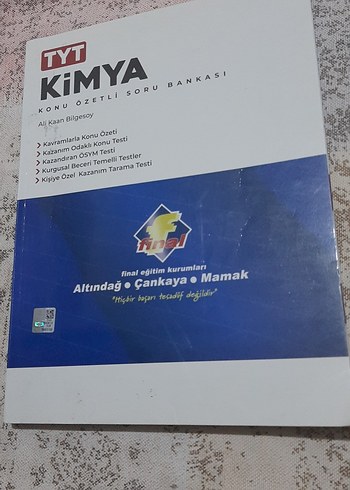 TYT
KİMYA
KONU ÖZETLİ SORU BANKASI
Ali Kaan Bilgesoy
Kavramlarla Konu Özeti
Kazanım Odaklı Konu Testi
Kazandıran ÖSYM Testi
Kurgusal Beceri Temelli Testler
Kişiye Özel Kazanım Tarama Testi
final
final eğitim kurumları
Altındağ ● Çankaya ● Mamak
"Hiçbir başarı tesadüf değildir"